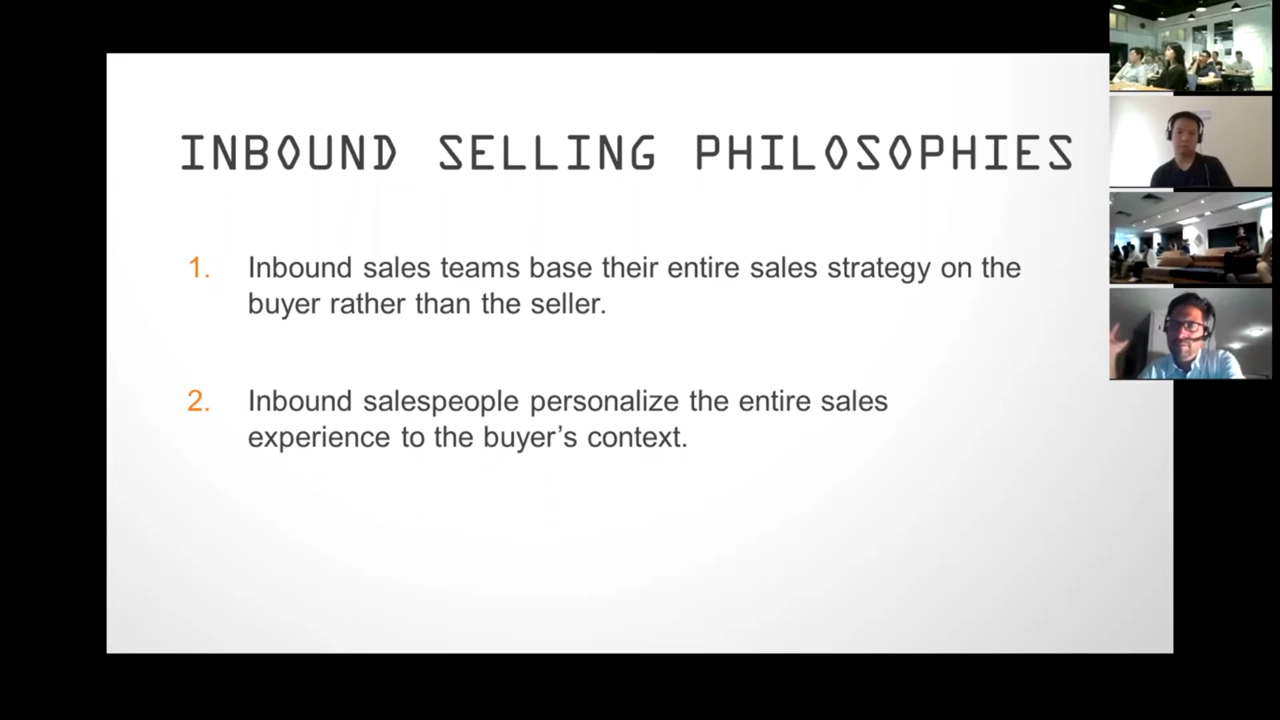 INBOUND SELLING PHILOSOPHIES
1. Inbound sales teams base their entire sales strategy on the
buyer rather than the seller.
2. Inbound salespeople personalize the entire sales
experience to the buyer’s context.